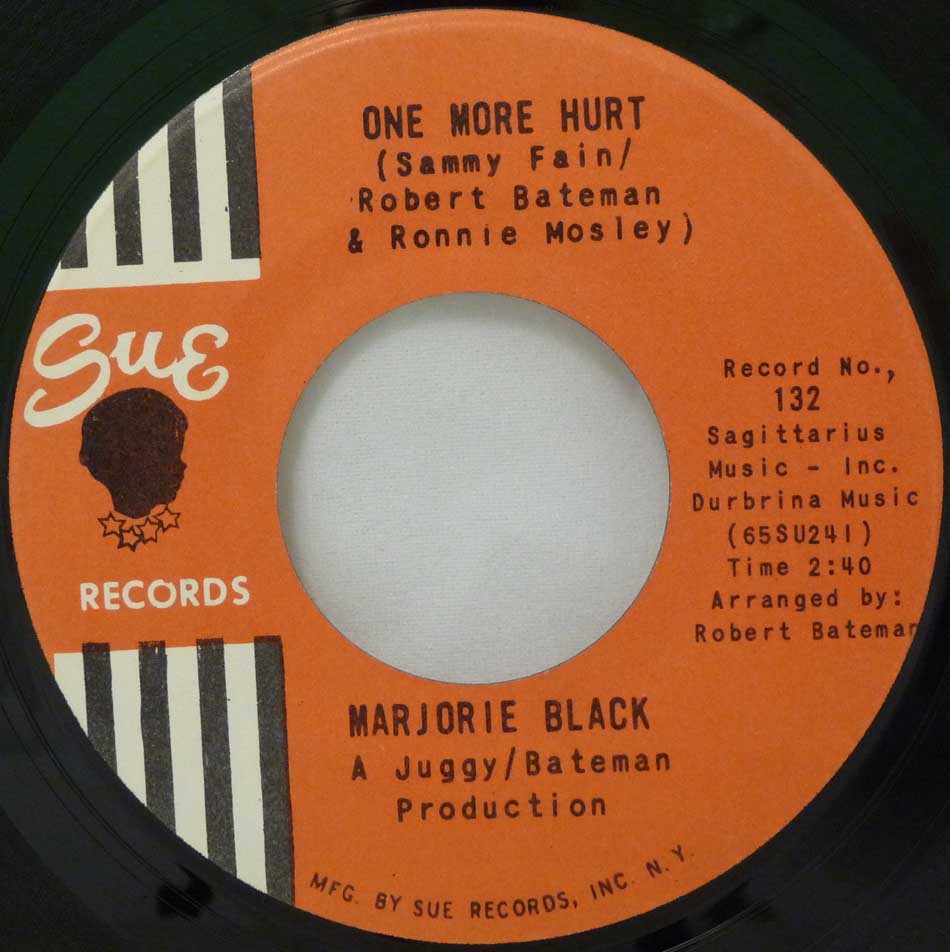 ONE MORE HURT
(Sammy Fain/
Robert Bateman
& Ronnie Mosley)
Sue
RECORDS
Record No.,
132
Sagittarius
Music - Inc.
Durbrina Music
(65SU241)
Time 2:40
Arranged by:
Robert Bateman
MARJORIE BLACK
A Juggy/Bateman
Production
MFG. BY SUE RECORDS, INC. N.Y.